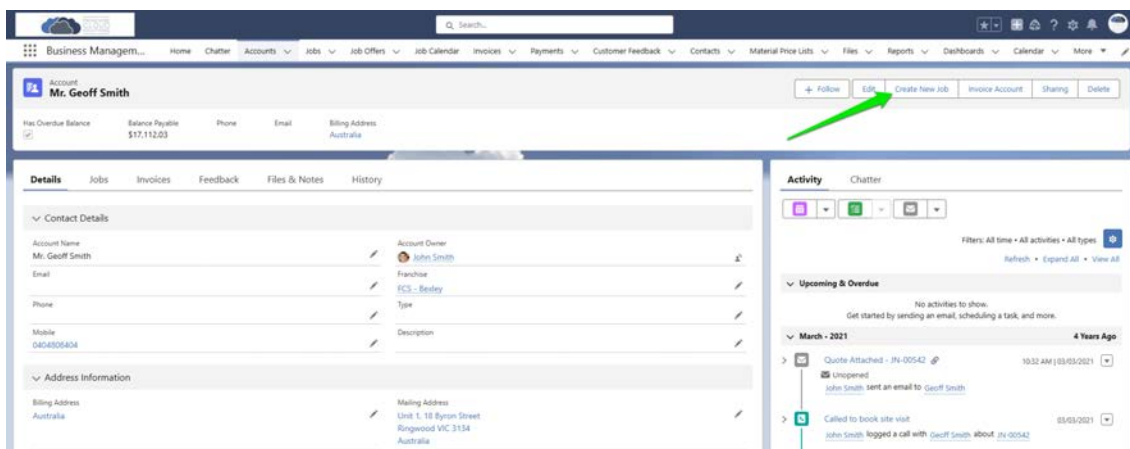 Search...
Business Managem... Home Chatter Accounts Jobs Job Offers Job Calendar Invoices Payments Customer Feedback Contacts Material Price Lists Files Reports Dashboards Calendar More
Account
Mr. Geoff Smith
+ Follow Edit Create New Job Invoice Account Sharing Delete
Has Overdue Balance Balance Payable Phone Email Billing Address
$17,112.03 Australia
Details Jobs Invoices Feedback Files & Notes History
Contact Details
Account Name Account Owner
Mr. Geoff Smith John Smith
Email Franchise
FCS - Bexley
Phone Type
Mobile Description
0404806404
Address Information
Billing Address Mailing Address
Australia Unit 1, 18 Byron Street
Ringwood VIC 3134
Australia
Activity Chatter
Filters: All time • All activities • All types
Refresh • Expand All • View All
Upcoming & Overdue
No activities to show.
Get started by sending an email, scheduling a task, and more.
March - 2021 4 Years Ago
Quote Attached - JN-00542 10:32 AM | 03/03/2021
Unopened
John Smith sent an email to Geoff Smith
Called to book site visit 03/03/2021
John Smith logged a call with Geoff Smith about JN-00542